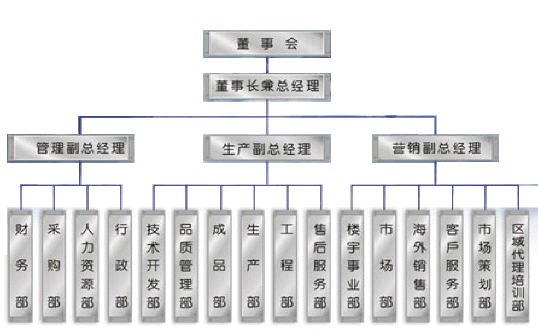 董事会
董事长兼总经理
管理副总经理
生产副总经理
营销副总经理
财务部
采购部
人力资源部
行政部
技术开发部
品质管理部
成品部
生产部
工程部
售后服务部
楼宇事业部
市场部
海外销售部
客户服务部
市场策划部
区域代理培训部